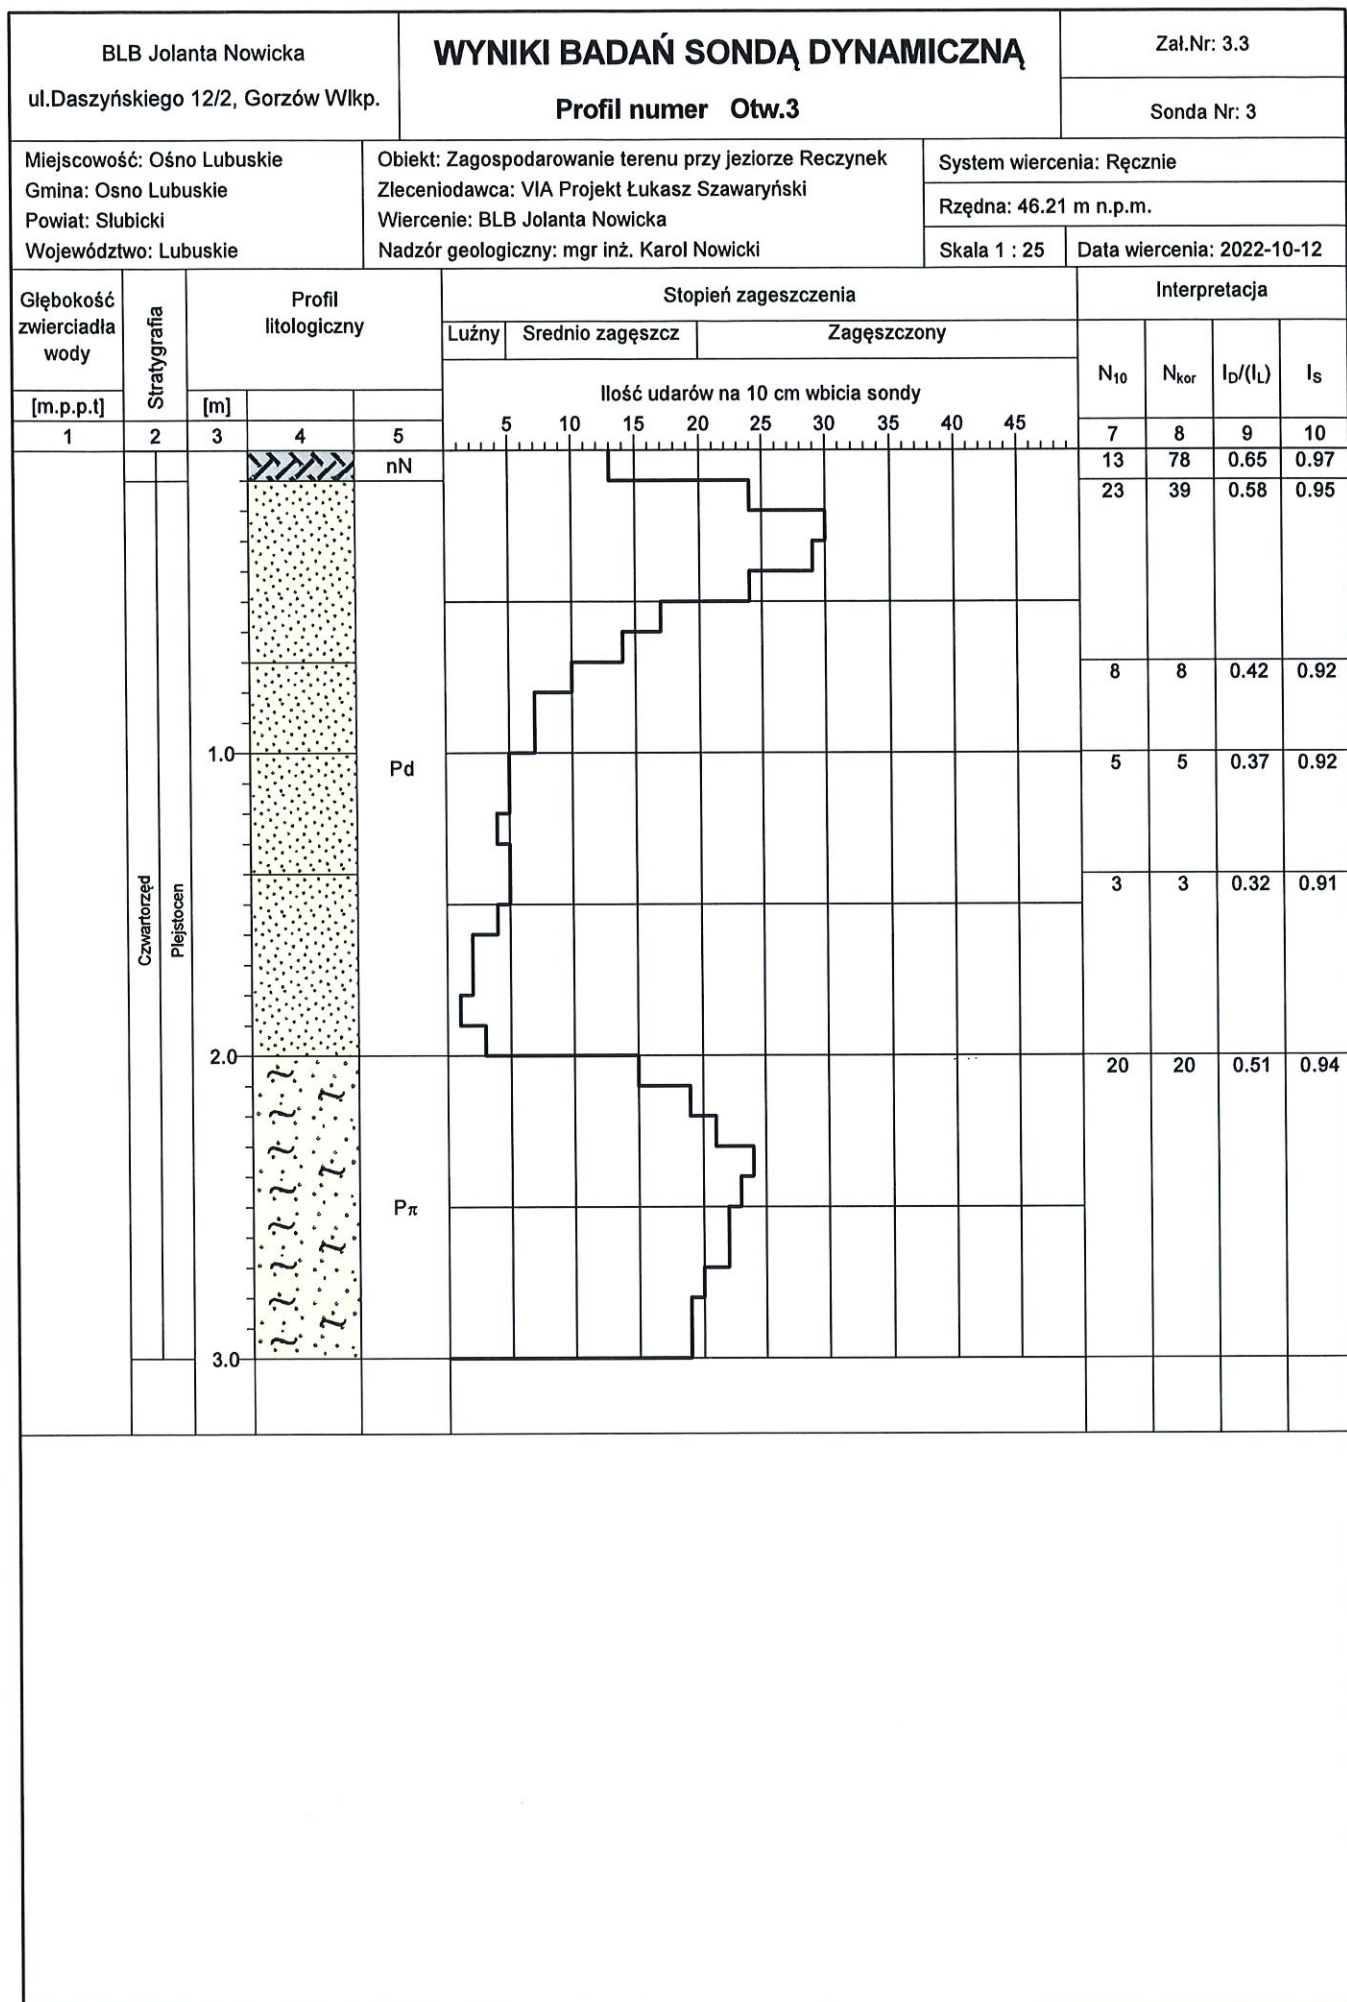 BLB Jolanta Nowicka
ul.Daszyńskiego 12/2, Gorzów Wlkp.
WYNIKI BADAŃ SONDĄ DYNAMICZNĄ
Profil numer Otw.3
Zał.Nr: 3.3
Sonda Nr: 3
Miejscowość: Ośno Lubuskie
Gmina: Osno Lubuskie
Powiat: Słubicki
Województwo: Lubuskie
Obiekt: Zagospodarowanie terenu przy jeziorze Reczynek
Zleceniodawca: VIA Projekt Łukasz Szawaryński
Wiercenie: BLB Jolanta Nowicka
Nadzór geologiczny: mgr inż. Karol Nowicki
System wiercenia: Ręcznie
Rzędna: 46.21 m n.p.m.
Skala 1 : 25 Data wiercenia: 2022-10-12
Głębokość
zwierciadła
wody
[m.p.p.t]
Stratygrafia
Profil
litologiczny
[m]
Stopień zageszczenia
Luźny Srednio zagęszcz Zagęszczony
Ilość udarów na 10 cm wbicia sondy
5 10 15 20 25 30 35 40 45
Interpretacja
N10 Nkor ID/(IL) IS
1 2 3 4 5 7 8 9 10
nN 13 78 0.65 0.97
23 39 0.58 0.95
8 8 0.42 0.92
1.0 Pd 5 5 0.37 0.92
3 3 0.32 0.91
Czwartorzęd
Plejstocen
2.0 20 20 0.51 0.94
Pπ
3.0